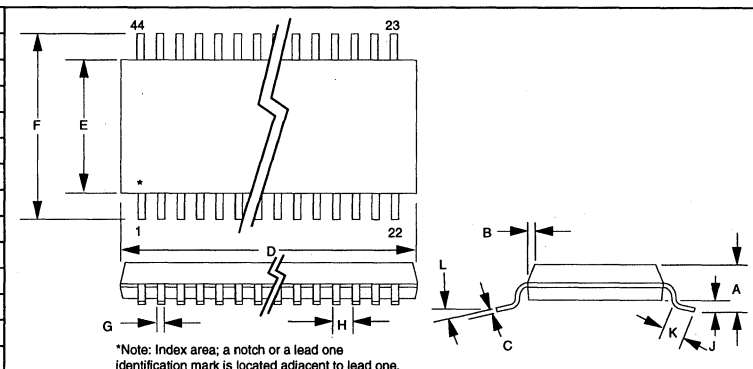 44 23
F E
*
1 22
D
B
L A
G H C K J
*Note: Index area; a notch or a lead one
identification mark is located adjacent to lead one.